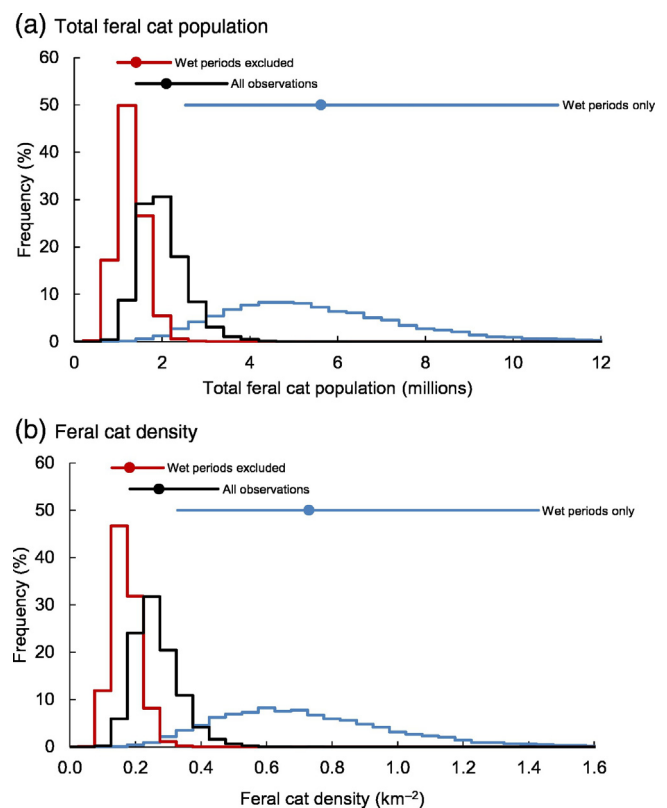 (a) Total feral cat population
60
Wet periods excluded
All observations
50
Wet periods only
40
30
20
10
0
Frequency (%)
0 2 4 6 8 10 12
Total feral cat population (millions)
(b) Feral cat density
60
Wet periods excluded
All observations
50
Wet periods only
40
30
20
10
0
Frequency (%)
0.0 0.2 0.4 0.6 0.8 1.0 1.2 1.4 1.6
Feral cat density (km⁻²)